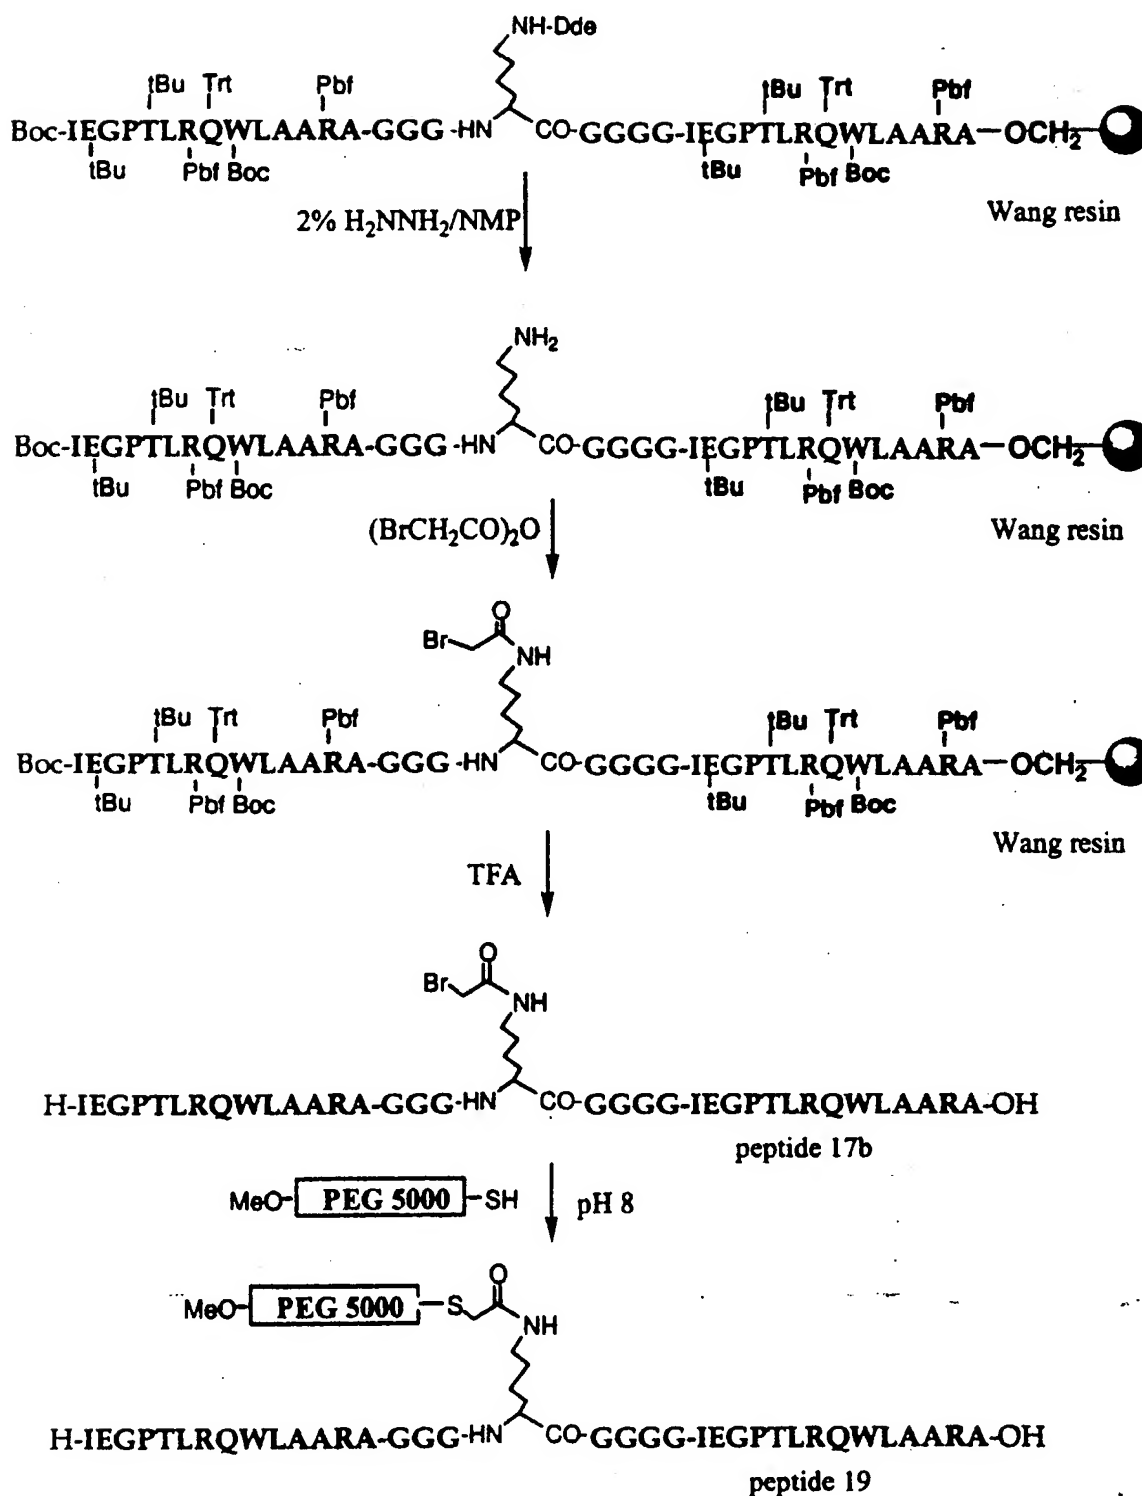 NH-Dde
tBu Trt Pbf tBu Trt Pbf
Boc-IEGPTLRQWLAARA-GGG-HN CO-GGGG-IEGPTLRQWLAARA-OCH2-
tBu Pbf Boc tBu Pbf Boc
Wang resin
2% H2NNH2/NMP
NH2
tBu Trt Pbf tBu Trt Pbf
Boc-IEGPTLRQWLAARA-GGG-HN CO-GGGG-IEGPTLRQWLAARA-OCH2-
tBu Pbf Boc tBu Pbf Boc
(BrCH2CO)2O
Wang resin
O
Br NH
tBu Trt Pbf tBu Trt Pbf
Boc-IEGPTLRQWLAARA-GGG-HN CO-GGGG-IEGPTLRQWLAARA-OCH2-
tBu Pbf Boc tBu Pbf Boc
Wang resin
TFA
O
Br NH
H-IEGPTLRQWLAARA-GGG-HN CO-GGGG-IEGPTLRQWLAARA-OH
peptide 17b
MeO- PEG 5000 -SH pH 8
O
MeO- PEG 5000 -S NH
H-IEGPTLRQWLAARA-GGG-HN CO-GGGG-IEGPTLRQWLAARA-OH
peptide 19